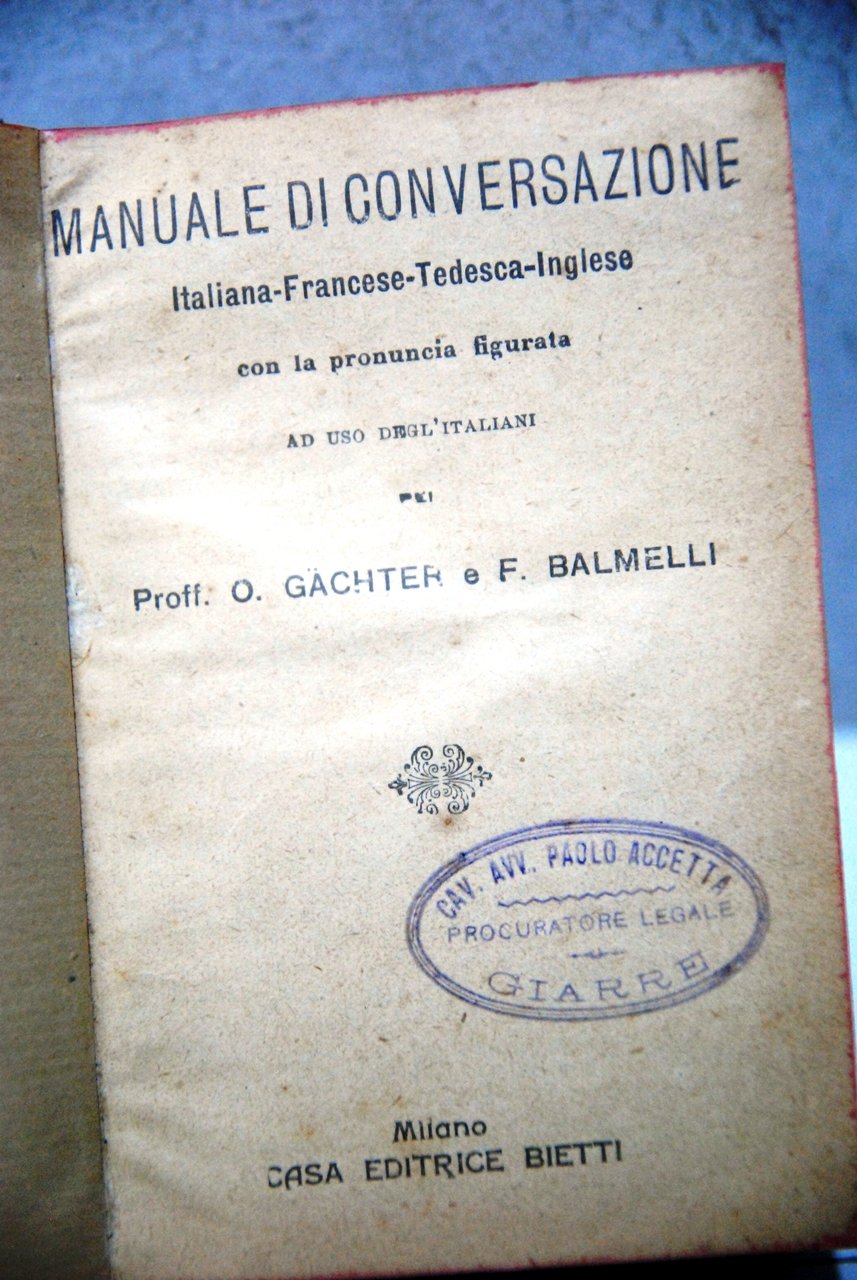 MANUALE DI CONVERSAZIONE
Italiana-Francese-Tedesca-Inglese
con la pronuncia figurata
AD USO DEGL'ITALIANI
PEI
Proff. O. GÄCHTER e F. BALMELLI
CAV. AVV. PAOLO ACCETTA
PROCURATORE LEGALE
GIARRE
Milano
CASA EDITRICE BIETTI